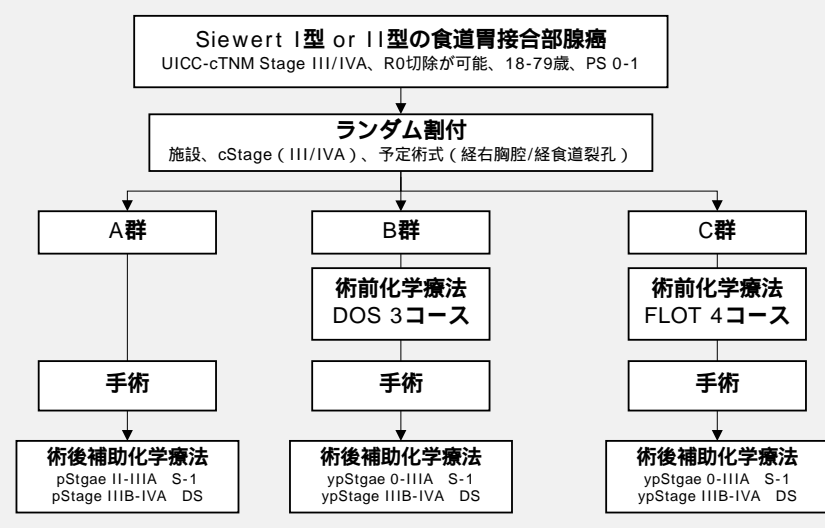 Siewert I型 or II型の食道胃接合部腺癌
UICC-cTNM Stage III/IVA、R0切除が可能、18-79歳、PS 0-1
ランダム割付
施設、cStage（III/IVA）、予定術式（経右胸腔/経食道裂孔）
A群
B群
C群
術前化学療法
DOS 3コース
術前化学療法
FLOT 4コース
手術
手術
手術
術後補助化学療法
pStgae II-IIIA S-1
pStage IIIB-IVA DS
術後補助化学療法
ypStgae 0-IIIA S-1
ypStage IIIB-IVA DS
術後補助化学療法
ypStgae 0-IIIA S-1
ypStage IIIB-IVA DS